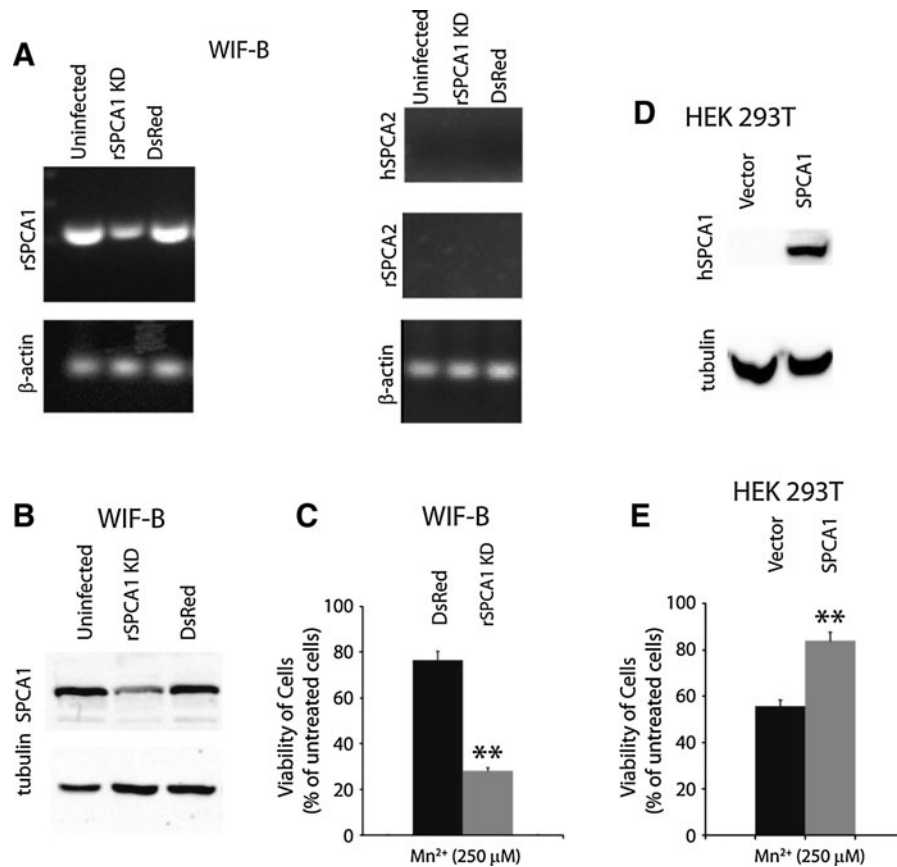 A
WIF-B
Uninfected
rSPCA1 KD
DsRed
rSPCA1
β-actin
Uninfected
rSPCA1 KD
DsRed
hSPCA2
rSPCA2
β-actin
D
HEK 293T
Vector
SPCA1
hSPCA1
tubulin
B
WIF-B
Uninfected
rSPCA1 KD
DsRed
SPCA1
tubulin
C
WIF-B
DsRed
rSPCA1 KD
Viability of Cells
(% of untreated cells)
100
80
60
40
20
0
**
Mn²⁺ (250 μM)
E
HEK 293T
Vector
SPCA1
Viability of Cells
(% of untreated cells)
100
80
60
40
20
0
**
Mn²⁺ (250 μM)